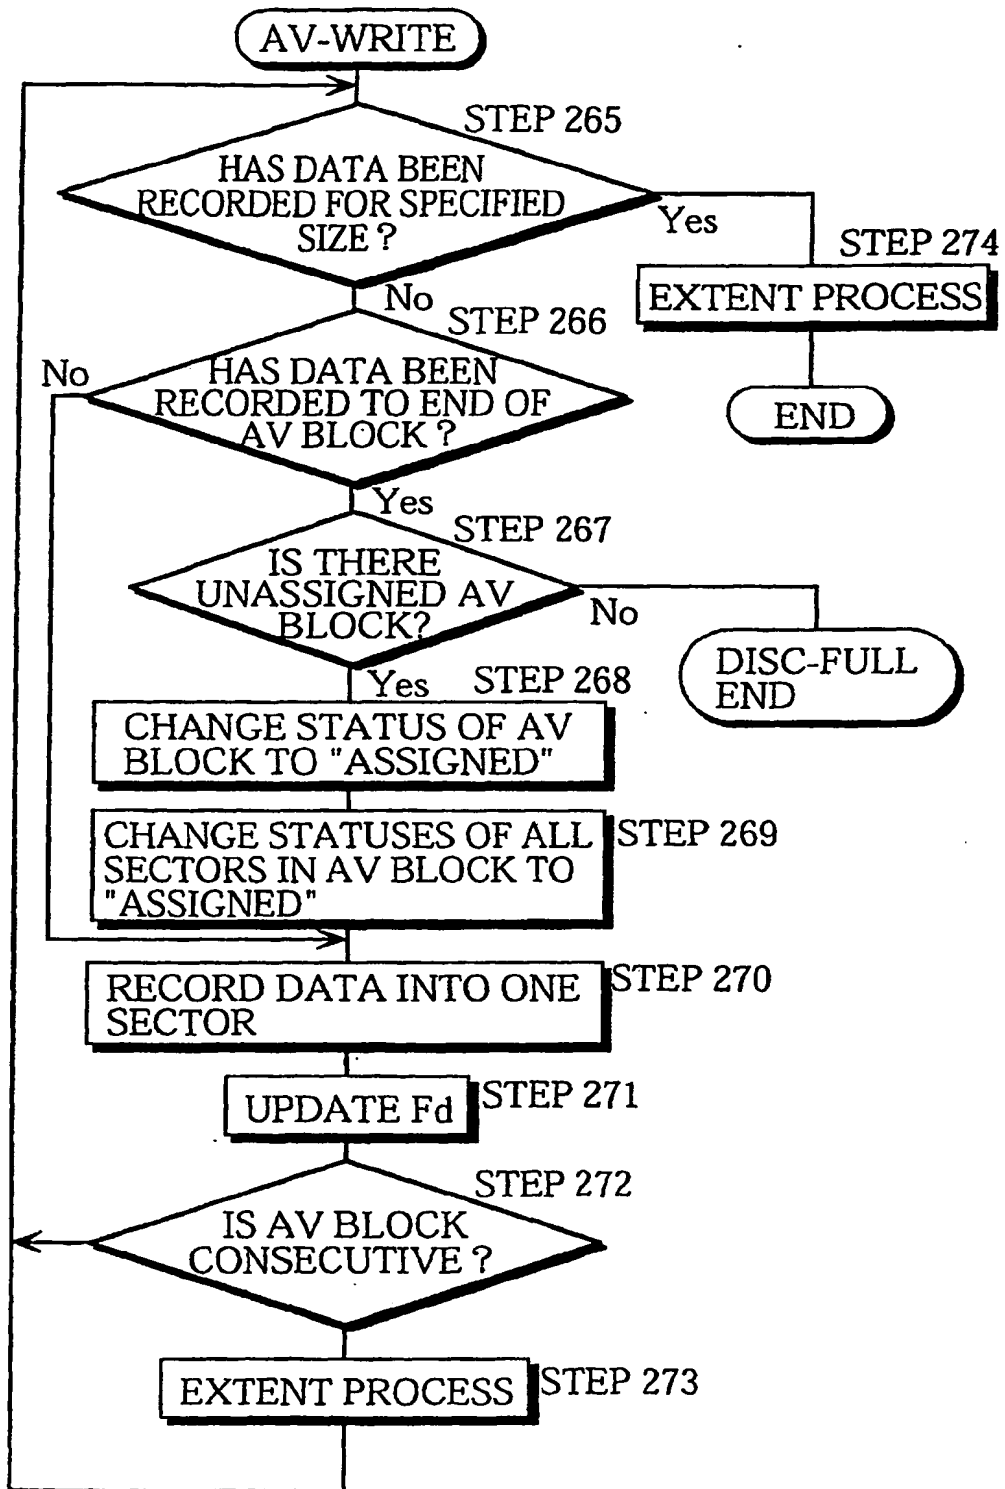 AV-WRITE
STEP 265
HAS DATA BEEN
RECORDED FOR SPECIFIED
SIZE ?
Yes
No
STEP 274
EXTENT PROCESS
END
STEP 266
HAS DATA BEEN
RECORDED TO END OF
AV BLOCK ?
No
Yes
STEP 267
IS THERE
UNASSIGNED AV
BLOCK?
No
DISC-FULL
END
Yes
STEP 268
CHANGE STATUS OF AV
BLOCK TO "ASSIGNED"
CHANGE STATUSES OF ALL
SECTORS IN AV BLOCK TO
"ASSIGNED"
STEP 269
RECORD DATA INTO ONE
SECTOR
STEP 270
UPDATE Fd
STEP 271
STEP 272
IS AV BLOCK
CONSECUTIVE ?
EXTENT PROCESS
STEP 273